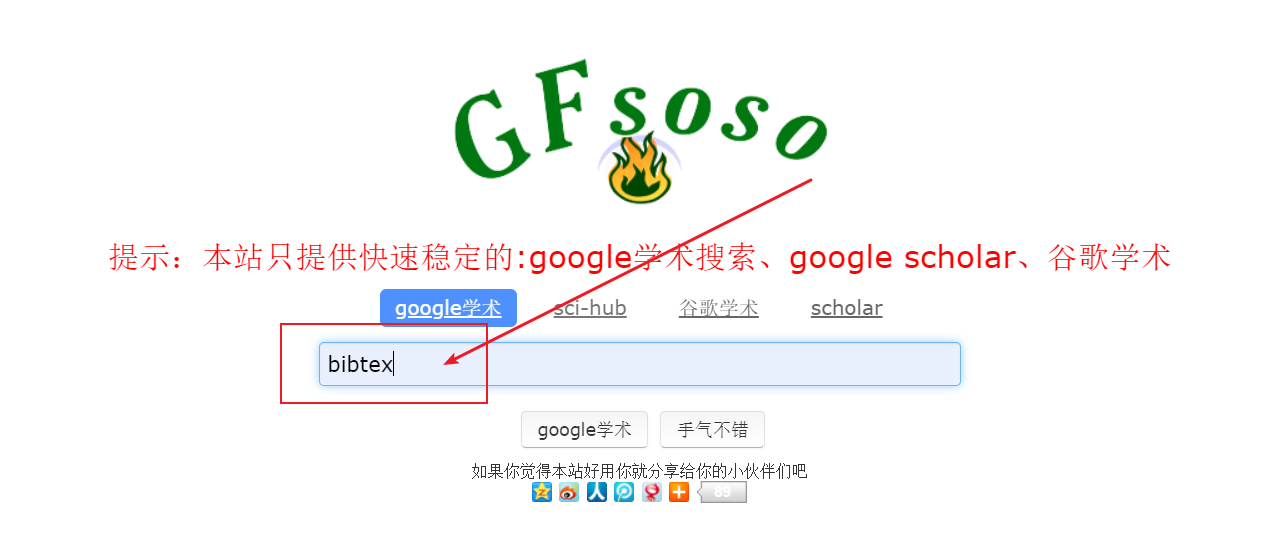 GFsoso
提示：本站只提供快速稳定的:google学术搜索、google scholar、谷歌学术
google学术 sci-hub 谷歌学术 scholar
bibtex
google学术 手气不错
如果你觉得本站好用你就分享给你的小伙伴们吧
89